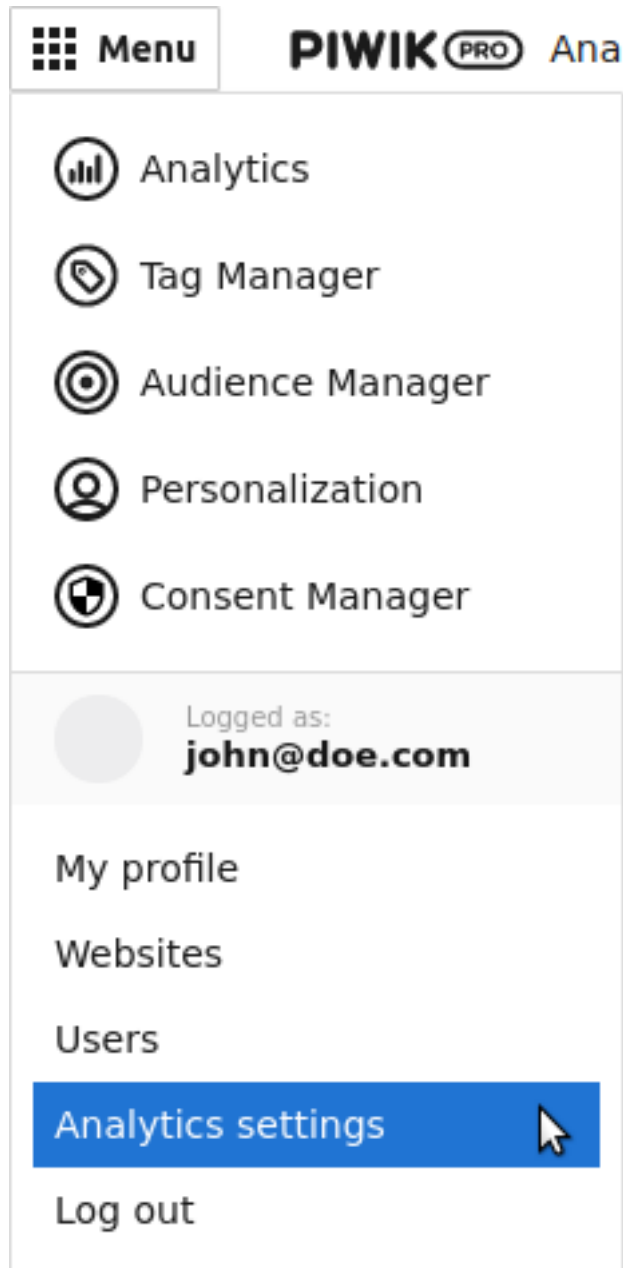 Menu PIWIK PRO Ana
Analytics
Tag Manager
Audience Manager
Personalization
Consent Manager
Logged as:
john@doe.com
My profile
Websites
Users
Analytics settings
Log out